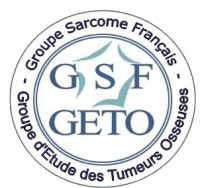 - Groupe Sarcome Français -
Groupe d'Etude des Tumeurs Osseuses
GSF
GETO